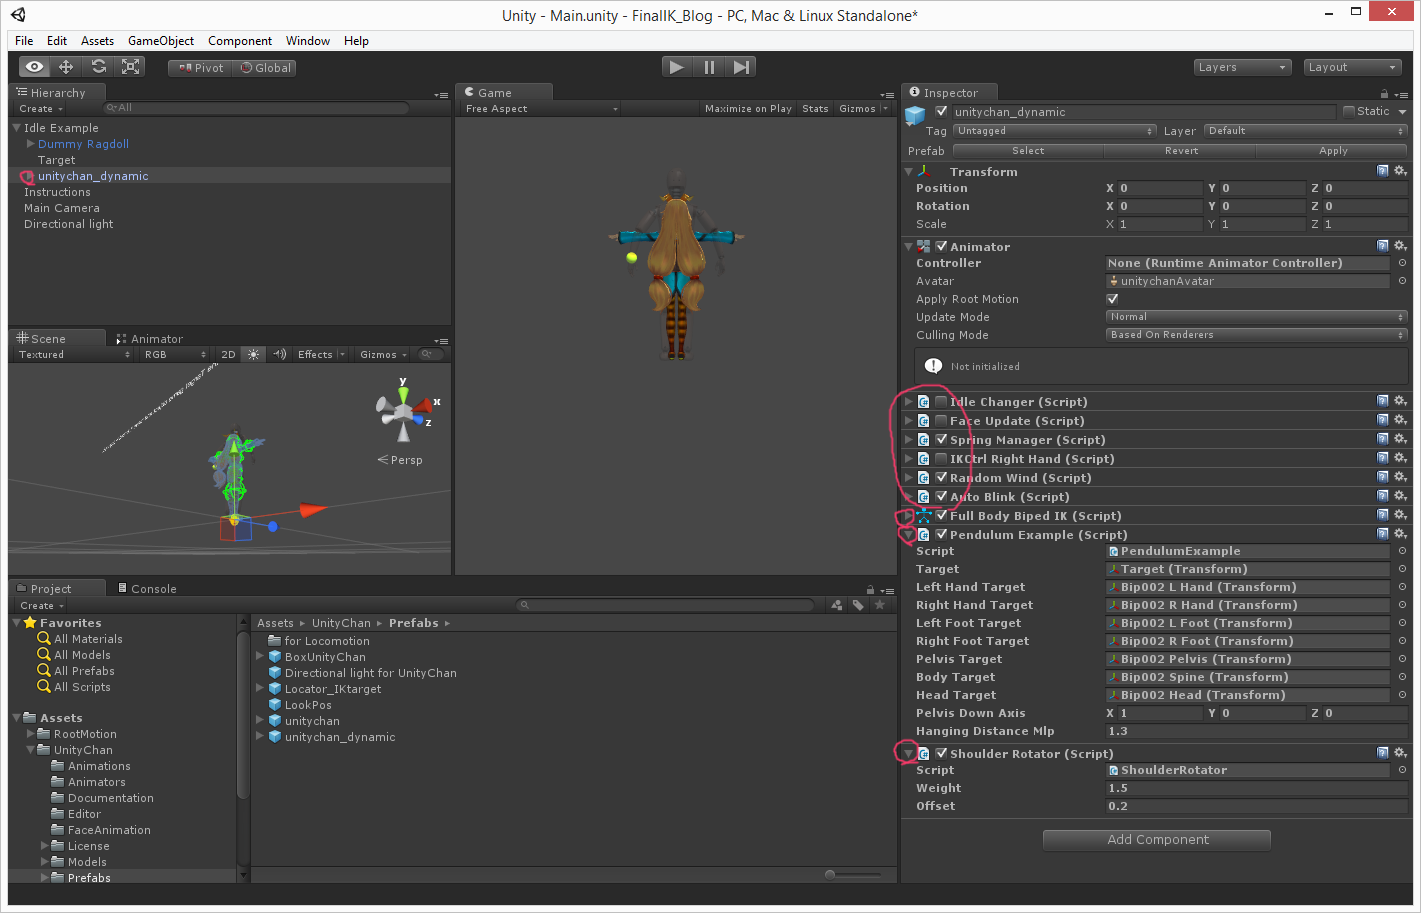 Unity - Main.unity - FinalIK_Blog - PC, Mac & Linux Standalone*
File Edit Assets GameObject Component Window Help
Pivot Global Layers Layout
Hierarchy
Create All
Idle Example
Dummy Ragdoll
Target
unitychan_dynamic
Instructions
Main Camera
Directional light
Scene Animator
Textured RGB 2D Effects Gizmos
y
x
z
Persp
Game
Free Aspect Maximize on Play Stats Gizmos
Project Console
Create
Favorites
All Materials
All Models
All Prefabs
All Scripts
Assets
RootMotion
UnityChan
Animations
Animators
Documentation
Editor
FaceAnimation
License
Models
Prefabs
Assets UnityChan Prefabs
for Locomotion
BoxUnityChan
Directional light for UnityChan
Locator_IKtarget
LookPos
unitychan
unitychan_dynamic
Inspector
unitychan_dynamic Static
Tag Untagged Layer Default
Prefab Select Revert Apply
Transform
Position X 0 Y 0 Z 0
Rotation X 0 Y 0 Z 0
Scale X 1 Y 1 Z 1
Animator
Controller None (Runtime Animator Controller)
Avatar unitychanAvatar
Apply Root Motion
Update Mode Normal
Culling Mode Based On Renderers
Not initialized
Idle Changer (Script)
Face Update (Script)
Spring Manager (Script)
IKCtrl Right Hand (Script)
Random Wind (Script)
Auto Blink (Script)
Full Body Biped IK (Script)
Pendulum Example (Script)
Script PendulumExample
Target Target (Transform)
Left Hand Target Bip002 L Hand (Transform)
Right Hand Target Bip002 R Hand (Transform)
Left Foot Target Bip002 L Foot (Transform)
Right Foot Target Bip002 R Foot (Transform)
Pelvis Target Bip002 Pelvis (Transform)
Body Target Bip002 Spine (Transform)
Head Target Bip002 Head (Transform)
Pelvis Down Axis X 1 Y 0 Z 0
Hanging Distance Mlp 1.3
Shoulder Rotator (Script)
Script ShoulderRotator
Weight 1.5
Offset 0.2
Add Component